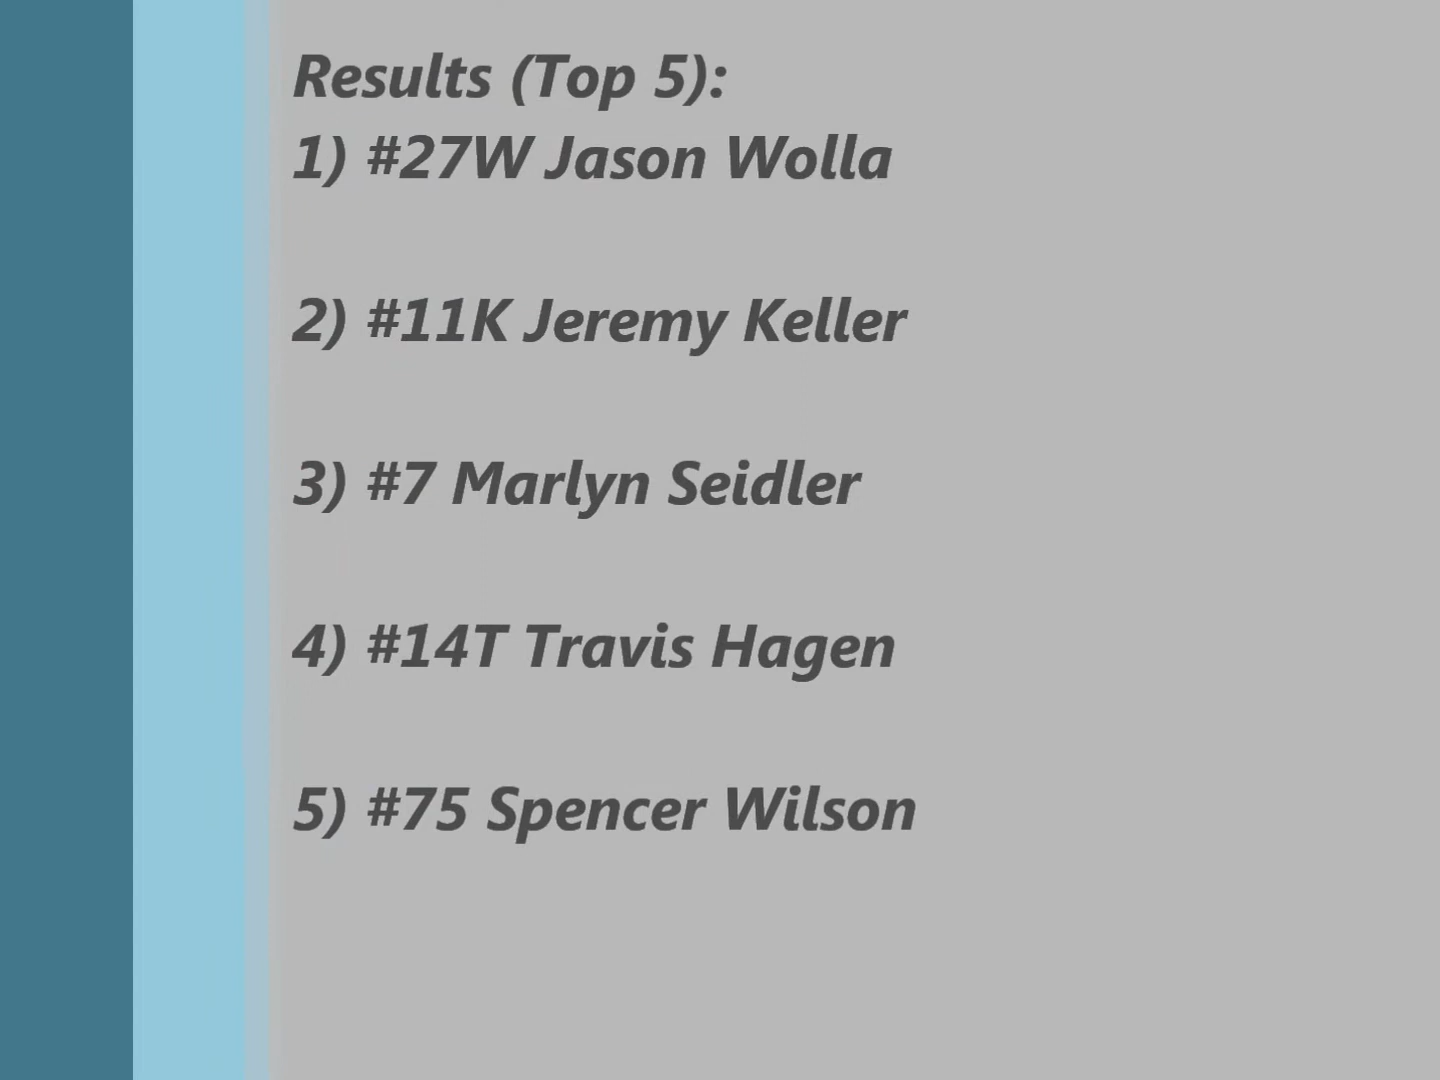 Results (Top 5):
1) #27W Jason Wolla
2) #11K Jeremy Keller
3) #7 Marlyn Seidler
4) #14T Travis Hagen
5) #75 Spencer Wilson